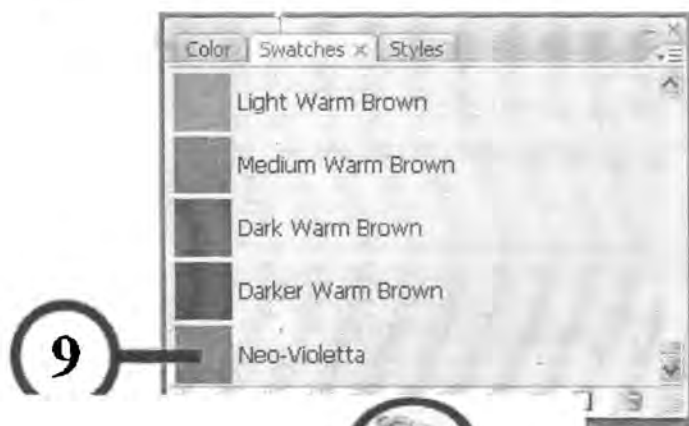 Color Swatches × Styles
Light Warm Brown
Medium Warm Brown
Dark Warm Brown
Darker Warm Brown
9 Neo-Violetta